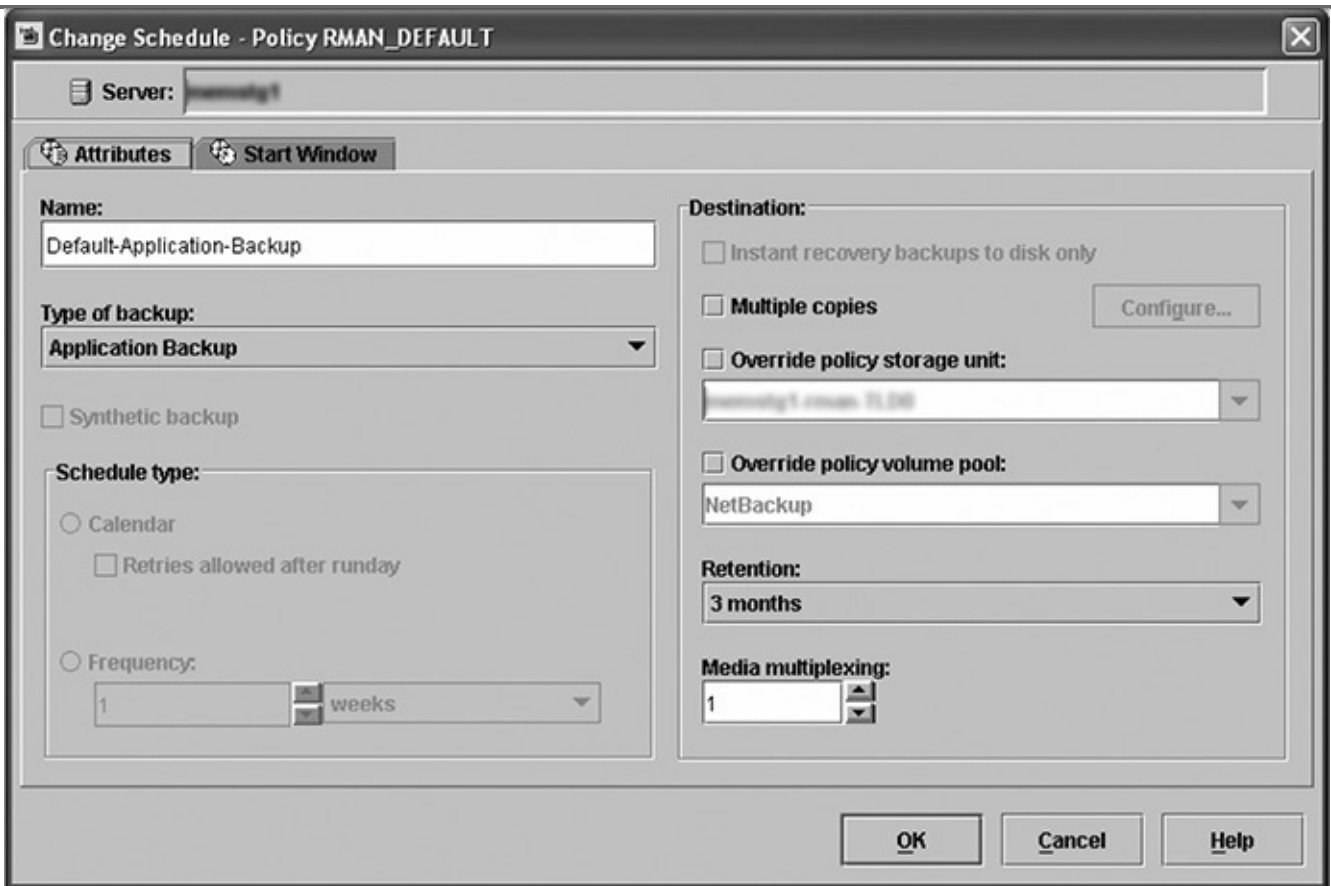 Change Schedule - Policy RMAN_DEFAULT
Server:
Attributes
Start Window
Name:
Default-Application-Backup
Type of backup:
Application Backup
Synthetic backup
Schedule type:
Calendar
Retries allowed after runday
Frequency:
1 weeks
Destination:
Instant recovery backups to disk only
Multiple copies
Configure...
Override policy storage unit:
Override policy volume pool:
NetBackup
Retention:
3 months
Media multiplexing:
1
OK
Cancel
Help